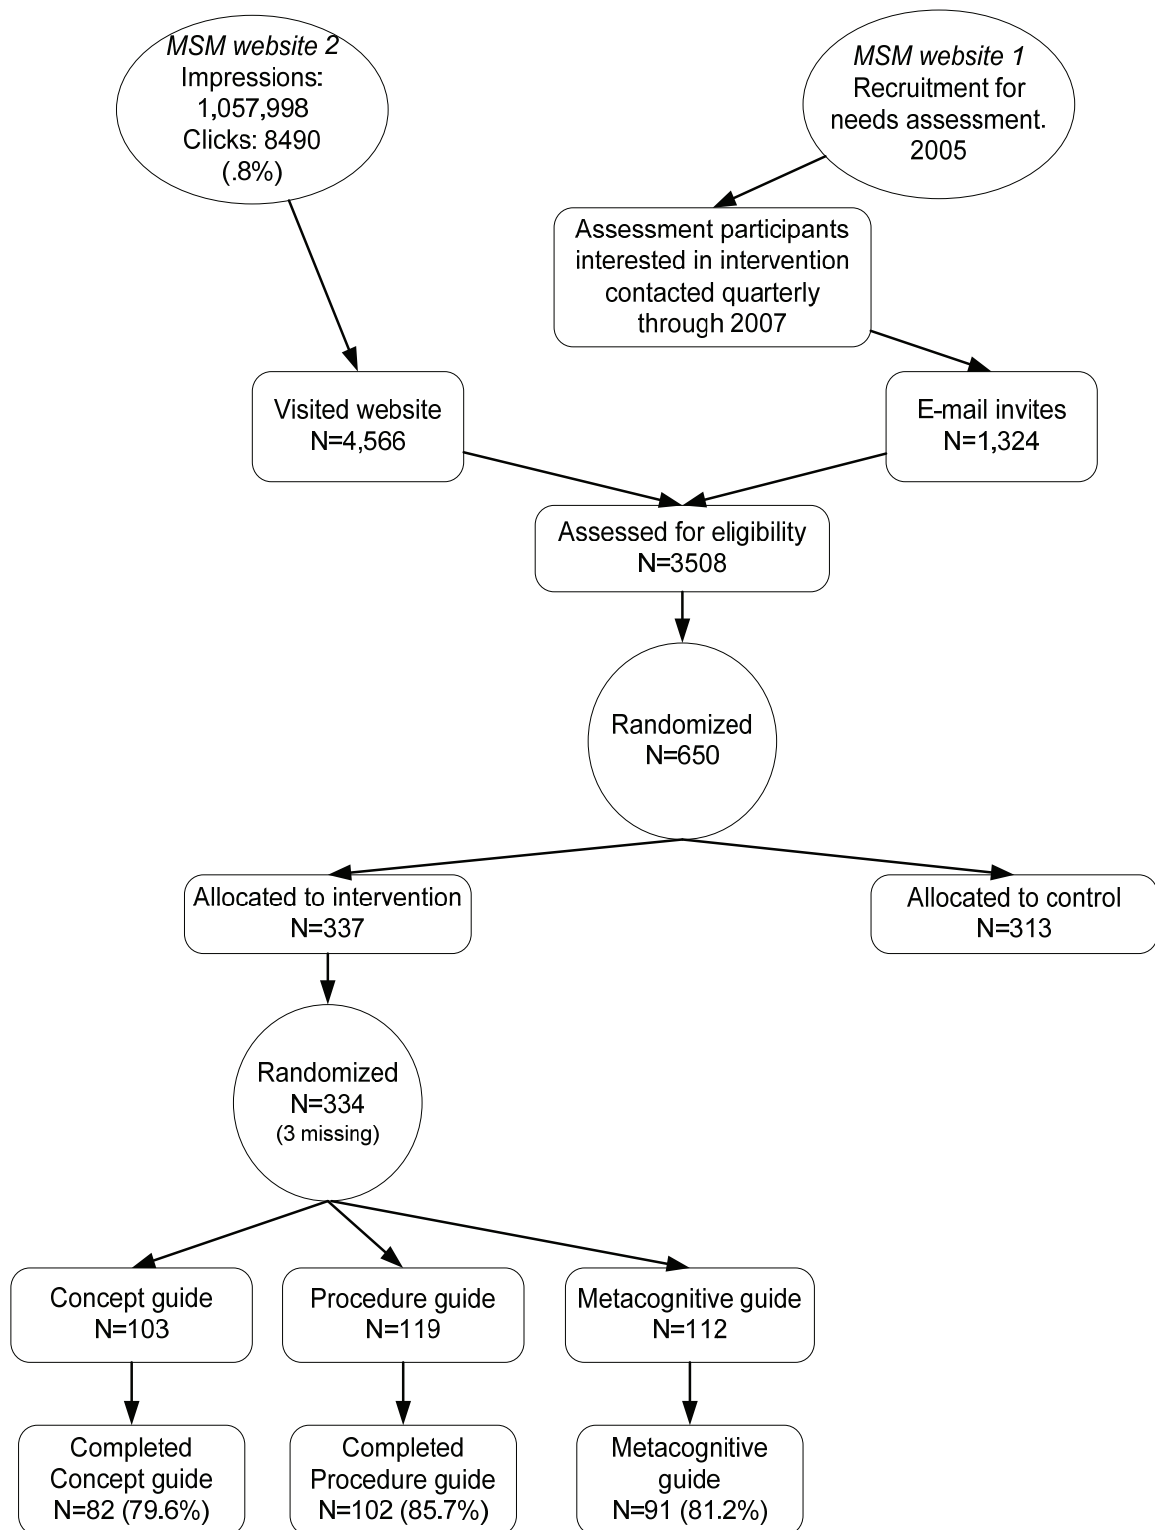 MSM website 2
Impressions:
1,057,998
Clicks: 8490
(.8%)
MSM website 1
Recruitment for
needs assessment.
2005
Assessment participants
interested in intervention
contacted quarterly
through 2007
Visited website
N=4,566
E-mail invites
N=1,324
Assessed for eligibility
N=3508
Randomized
N=650
Allocated to intervention
N=337
Allocated to control
N=313
Randomized
N=334
(3 missing)
Concept guide
N=103
Procedure guide
N=119
Metacognitive guide
N=112
Completed
Concept guide
N=82 (79.6%)
Completed
Procedure guide
N=102 (85.7%)
Metacognitive
guide
N=91 (81.2%)